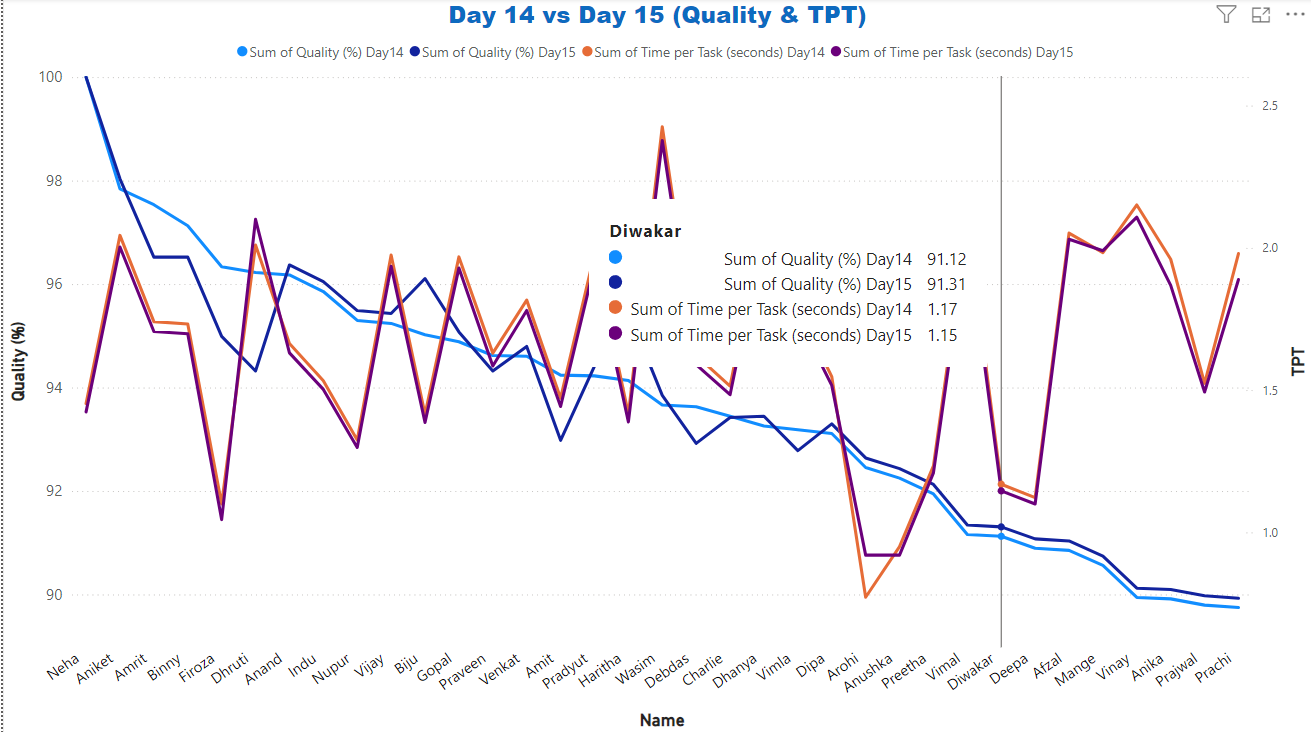 Day 14 vs Day 15 (Quality & TPT)
Sum of Quality (%) Day14 Sum of Quality (%) Day15 Sum of Time per Task (seconds) Day14 Sum of Time per Task (seconds) Day15
100
98
96
94
92
90
Quality (%)
2.5
2.0
1.5
1.0
TPT
Diwakar
Sum of Quality (%) Day14 91.12
Sum of Quality (%) Day15 91.31
Sum of Time per Task (seconds) Day14 1.17
Sum of Time per Task (seconds) Day15 1.15
Neha Aniket Amrit Binny Firoza Dhruti Anand Indu Nupur Vijay Biju Gopal Praveen Venkat Amit Pradyut Haritha Wasim Debdas Charlie Dhanya Vimla Dipa Arohi Anushka Preetha Vimal Diwakar Deepa Afzal Mange Vinay Anika Prajwal Prachi
Name